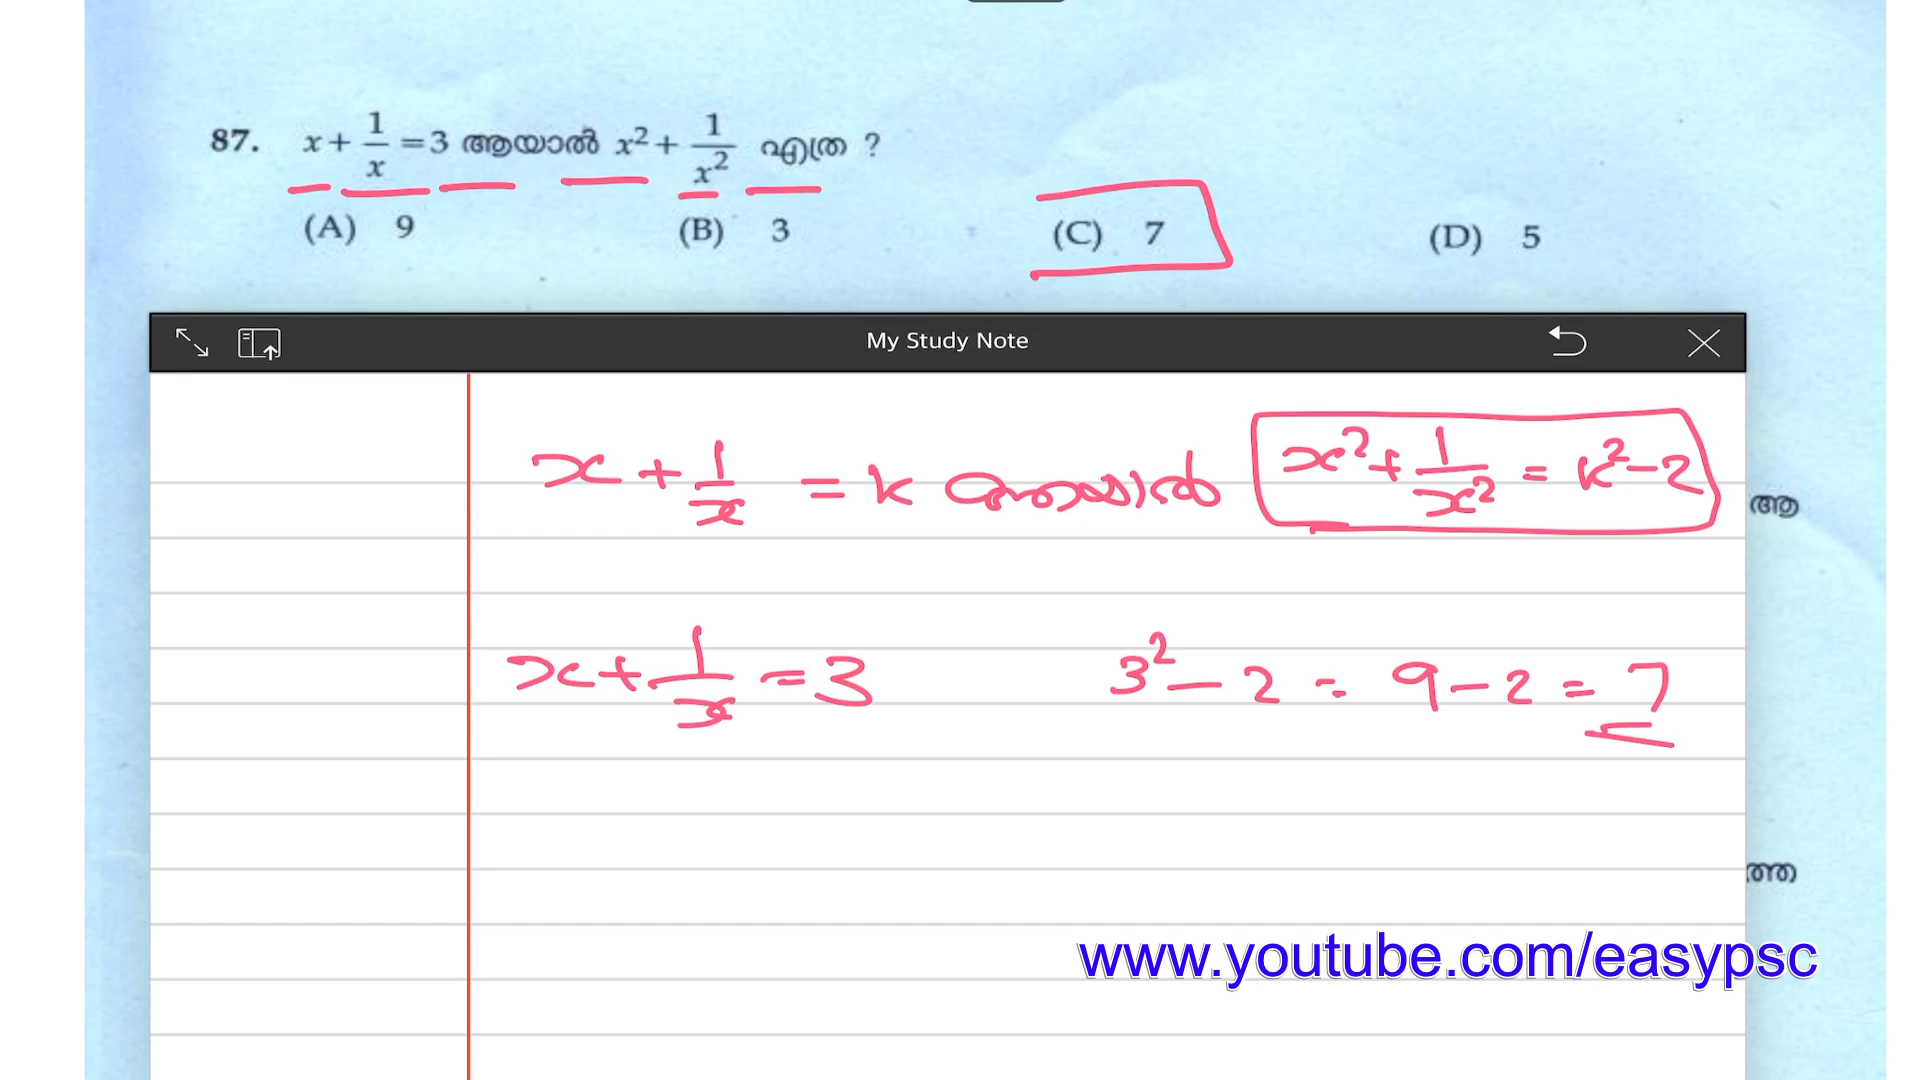 87. x + 1/x = 3 ആയാൽ x² + 1/x² എത്ര ?
(A) 9 (B) 3 (C) 7 (D) 5
My Study Note
x + 1/x = k ആയാൽ x² + 1/x² = k² - 2
ആ
x + 1/x = 3 3² - 2 = 9 - 2 = 7
ത്ത
www.youtube.com/easypsc